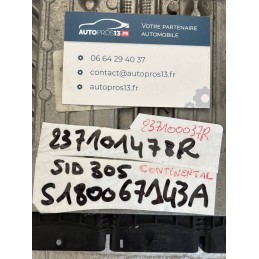 AUTOPROS13.FR
VOTRE PARTENAIRE
AUTOMOBILE
06 64 29 40 37
contact@autopros13.fr
autopros13.fr
237100037R
237101478R
SID 305 CONTINENTAL
S180067143A